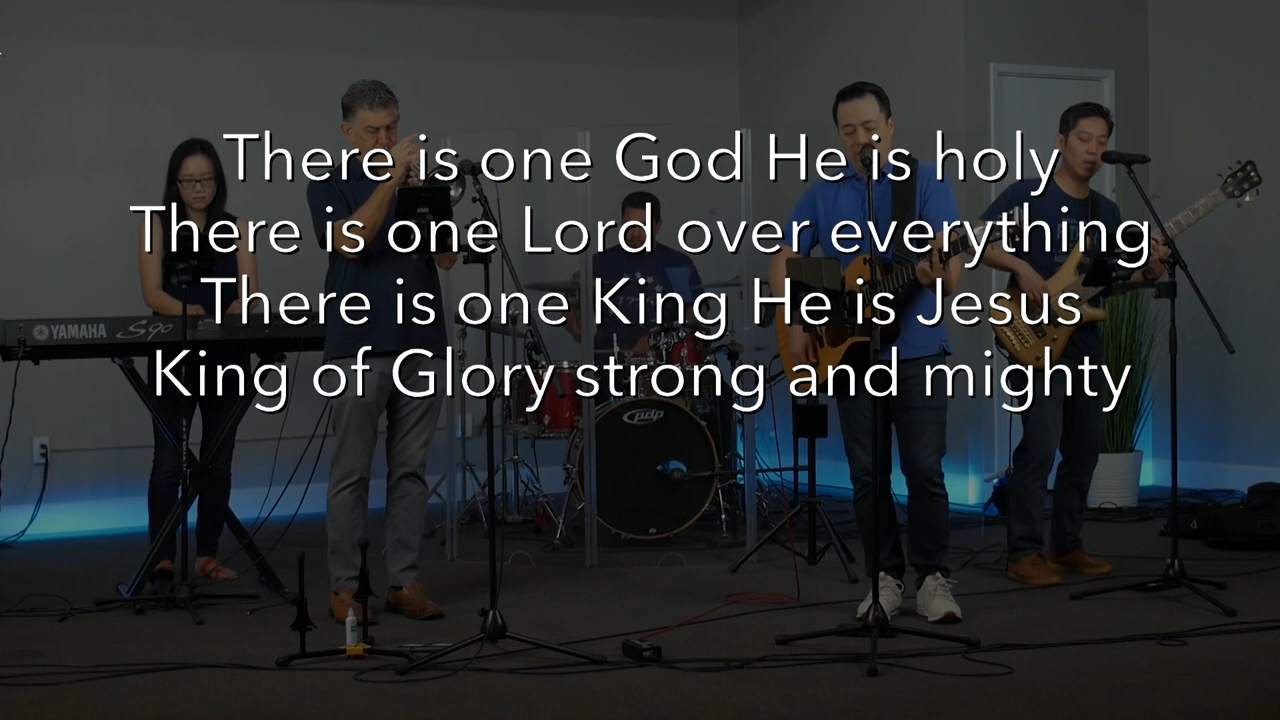 There is one God He is holy
There is one Lord over everything
There is one King He is Jesus
King of Glory strong and mighty
YAMAHA S90
pdp